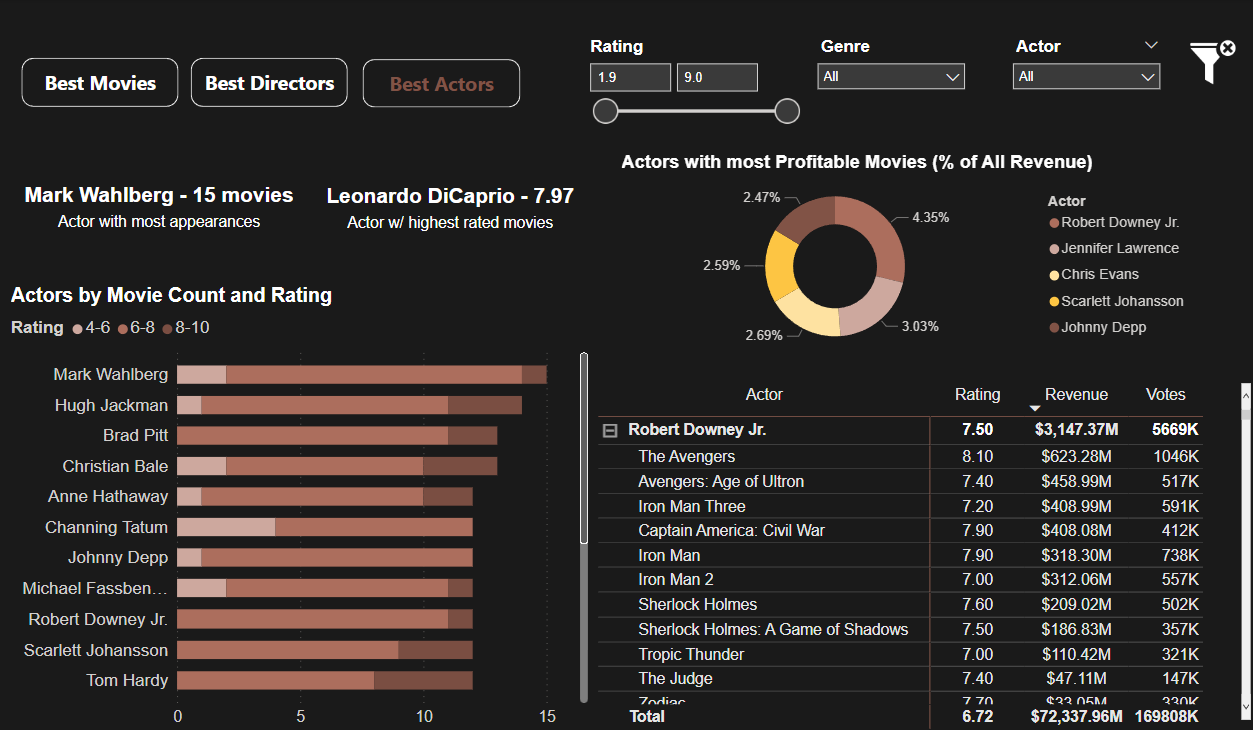 Best Movies
Best Directors
Best Actors
Rating
1.9
9.0
Genre
All
Actor
All
Mark Wahlberg - 15 movies
Actor with most appearances
Leonardo DiCaprio - 7.97
Actor w/ highest rated movies
Actors with most Profitable Movies (% of All Revenue)
2.47%
4.35%
2.59%
2.69%
3.03%
Actor
Robert Downey Jr.
Jennifer Lawrence
Chris Evans
Scarlett Johansson
Johnny Depp
Actors by Movie Count and Rating
Rating 4-6 6-8 8-10
Mark Wahlberg
Hugh Jackman
Brad Pitt
Christian Bale
Anne Hathaway
Channing Tatum
Johnny Depp
Michael Fassben…
Robert Downey Jr.
Scarlett Johansson
Tom Hardy
0 5 10 15
Actor Rating Revenue Votes
Robert Downey Jr. 7.50 $3,147.37M 5669K
The Avengers 8.10 $623.28M 1046K
Avengers: Age of Ultron 7.40 $458.99M 517K
Iron Man Three 7.20 $408.99M 591K
Captain America: Civil War 7.90 $408.08M 412K
Iron Man 7.90 $318.30M 738K
Iron Man 2 7.00 $312.06M 557K
Sherlock Holmes 7.60 $209.02M 502K
Sherlock Holmes: A Game of Shadows 7.50 $186.83M 357K
Tropic Thunder 7.00 $110.42M 321K
The Judge 7.40 $47.11M 147K
Zodiac 7.70 $33.05M 330K
Total 6.72 $72,337.96M 169808K